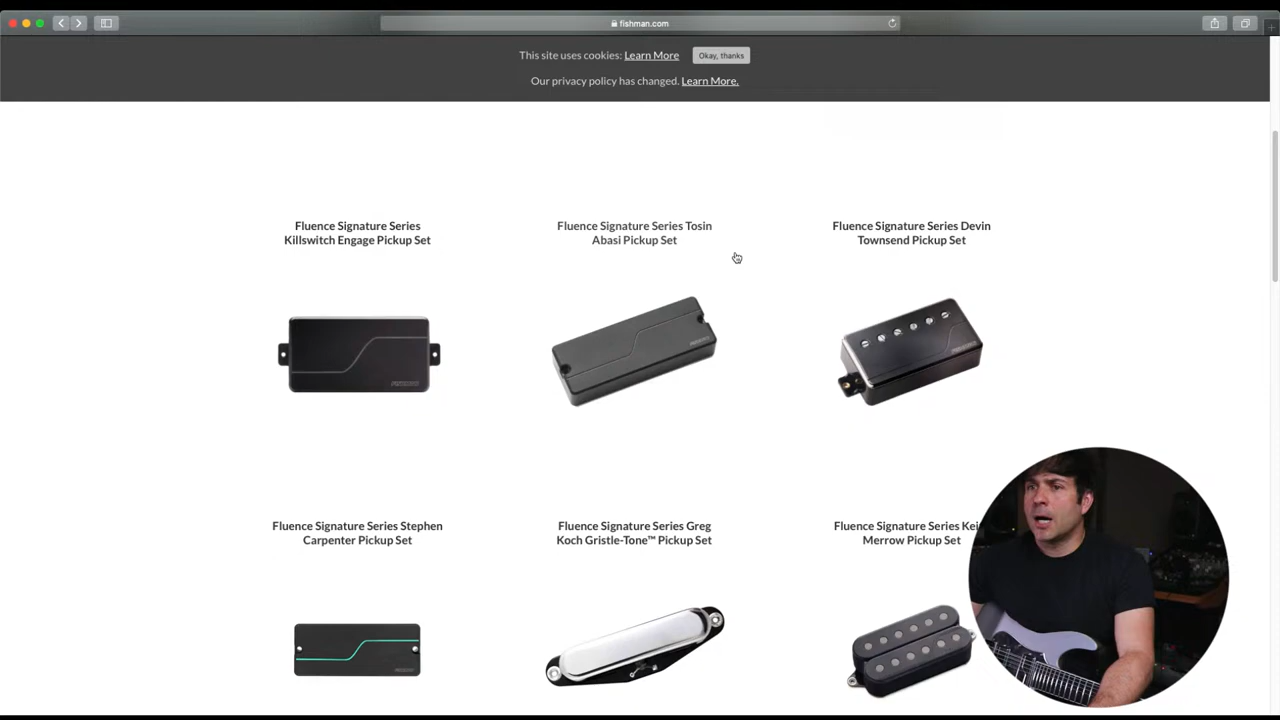 fishman.com
This site uses cookies: Learn More
Okay, thanks
Our privacy policy has changed. Learn More.
Fluence Signature Series
Killswitch Engage Pickup Set
Fluence Signature Series Tosin
Abasi Pickup Set
Fluence Signature Series Devin
Townsend Pickup Set
Fluence Signature Series Stephen
Carpenter Pickup Set
Fluence Signature Series Greg
Koch Gristle-Tone™ Pickup Set
Fluence Signature Series Kei
Merrow Pickup Set